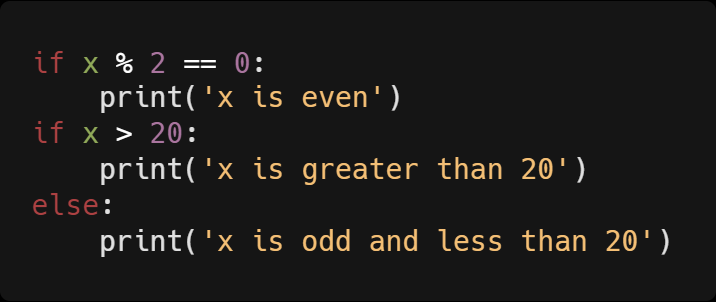 if x % 2 == 0:
    print('x is even')
if x > 20:
    print('x is greater than 20')
else:
    print('x is odd and less than 20')